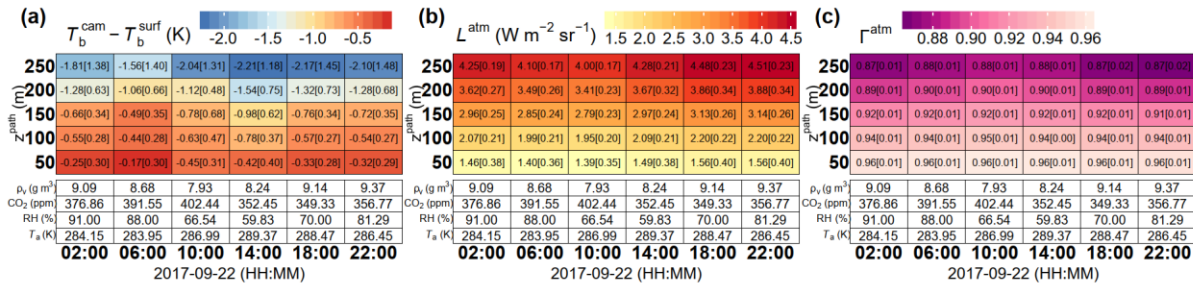 (a) (b) (c)
T_b^cam − T_b^surf (K) -2.0 -1.5 -1.0 -0.5 L^atm (W m⁻² sr⁻¹) 1.5 2.0 2.5 3.0 3.5 4.0 4.5 Γ^atm 0.88 0.90 0.92 0.94 0.96
250 -1.81[1.38] -1.56[1.40] -2.04[1.31] -2.21[1.18] -2.17[1.45] -2.10[1.48] 250 4.25[0.19] 4.10[0.17] 4.00[0.17] 4.28[0.21] 4.48[0.23] 4.51[0.23] 250 0.87[0.01] 0.88[0.01] 0.88[0.01] 0.88[0.01] 0.87[0.02] 0.87[0.02]
200 -1.28[0.63] -1.06[0.66] -1.12[0.48] -1.54[0.75] -1.32[0.73] -1.28[0.68] 200 3.62[0.27] 3.49[0.26] 3.41[0.23] 3.67[0.32] 3.86[0.34] 3.88[0.34] 200 0.89[0.01] 0.90[0.01] 0.90[0.01] 0.90[0.01] 0.89[0.01] 0.89[0.01]
150 -0.66[0.34] -0.49[0.35] -0.78[0.68] -0.98[0.62] -0.76[0.34] -0.72[0.35] 150 2.96[0.25] 2.85[0.24] 2.79[0.23] 2.97[0.24] 3.13[0.26] 3.14[0.26] 150 0.92[0.01] 0.92[0.01] 0.92[0.01] 0.92[0.01] 0.92[0.01] 0.91[0.01]
100 -0.55[0.28] -0.44[0.28] -0.63[0.47] -0.78[0.37] -0.57[0.27] -0.54[0.27] 100 2.07[0.21] 1.99[0.21] 1.95[0.20] 2.09[0.21] 2.20[0.22] 2.20[0.22] 100 0.94[0.01] 0.94[0.01] 0.95[0.01] 0.94[0.00] 0.94[0.01] 0.94[0.01]
50 -0.25[0.30] -0.17[0.30] -0.45[0.31] -0.42[0.40] -0.33[0.28] -0.32[0.29] 50 1.46[0.38] 1.40[0.36] 1.39[0.35] 1.49[0.38] 1.56[0.40] 1.56[0.40] 50 0.96[0.01] 0.96[0.01] 0.96[0.01] 0.96[0.01] 0.96[0.01] 0.96[0.01]
z^path (m) z^path (m) z^path (m)
ρ_v (g m³) 9.09 8.68 7.93 8.24 9.14 9.37 ρ_v (g m³) 9.09 8.68 7.93 8.24 9.14 9.37 ρ_v (g m³) 9.09 8.68 7.93 8.24 9.14 9.37
CO₂ (ppm) 376.86 391.55 402.44 352.45 349.33 356.77 CO₂ (ppm) 376.86 391.55 402.44 352.45 349.33 356.77 CO₂ (ppm) 376.86 391.55 402.44 352.45 349.33 356.77
RH (%) 91.00 88.00 66.54 59.83 70.00 81.29 RH (%) 91.00 88.00 66.54 59.83 70.00 81.29 RH (%) 91.00 88.00 66.54 59.83 70.00 81.29
T_a (K) 284.15 283.95 286.99 289.37 288.47 286.45 T_a (K) 284.15 283.95 286.99 289.37 288.47 286.45 T_a (K) 284.15 283.95 286.99 289.37 288.47 286.45
02:00 06:00 10:00 14:00 18:00 22:00 02:00 06:00 10:00 14:00 18:00 22:00 02:00 06:00 10:00 14:00 18:00 22:00
2017-09-22 (HH:MM) 2017-09-22 (HH:MM) 2017-09-22 (HH:MM)